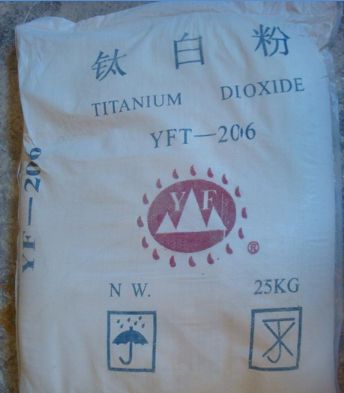 钛白粉
TITANIUM DIOXIDE
YFT—206
YF—206
YF
®
N W. 25KG